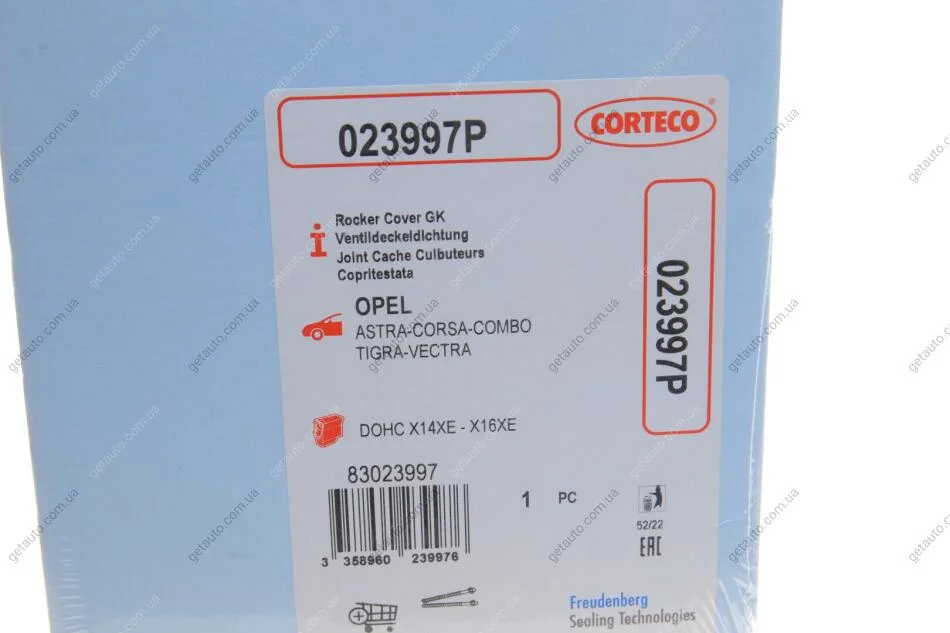 023997P
CORTECO®
Rocker Cover GK
Ventildeckeldichtung
Joint Cache Culbuteurs
Copritestata
OPEL
ASTRA-CORSA-COMBO
TIGRA-VECTRA
023997P
DOHC X14XE - X16XE
83023997
3 358960 239976
1 PC
52/22
EAC
Freudenberg
Sealing Technologies
getauto.com.ua